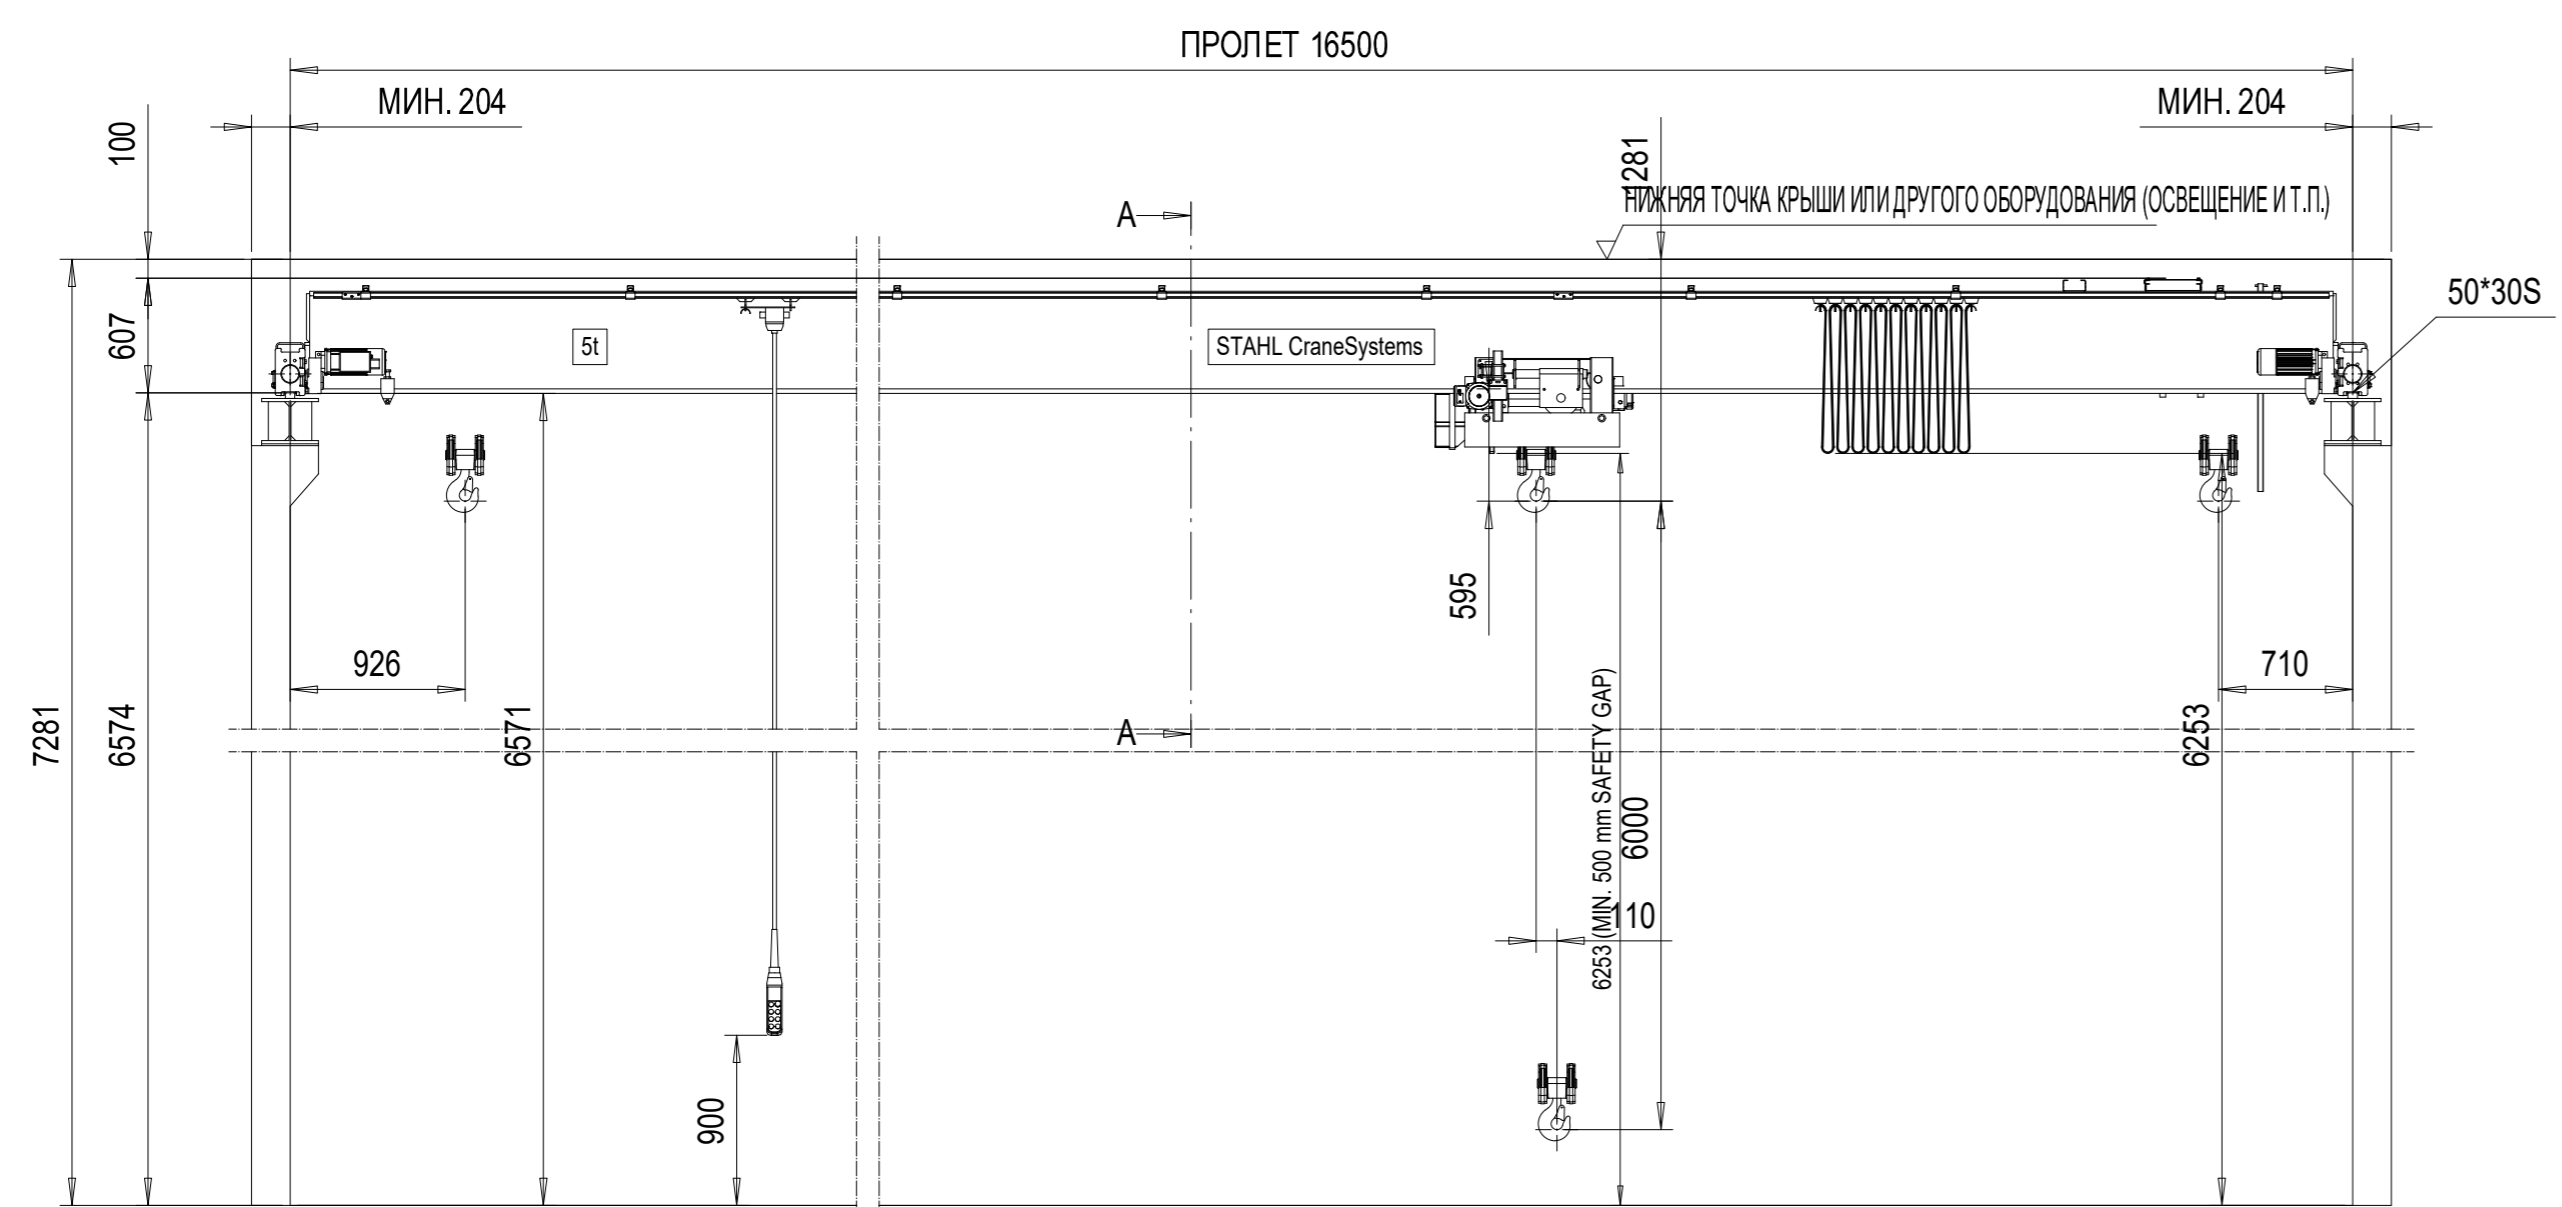 ПРОЛЕТ 16500
МИН. 204
МИН. 204
100
1281
НИЖНЯЯ ТОЧКА КРЫШИ ИЛИ ДРУГОГО ОБОРУДОВАНИЯ (ОСВЕЩЕНИЕ И Т.П.)
A
50*30S
607
5t
STAHL CraneSystems
595
926
710
7281
6574
6571
A
6253 (MIN. 500 mm SAFETY GAP)
6000
6253
110
900